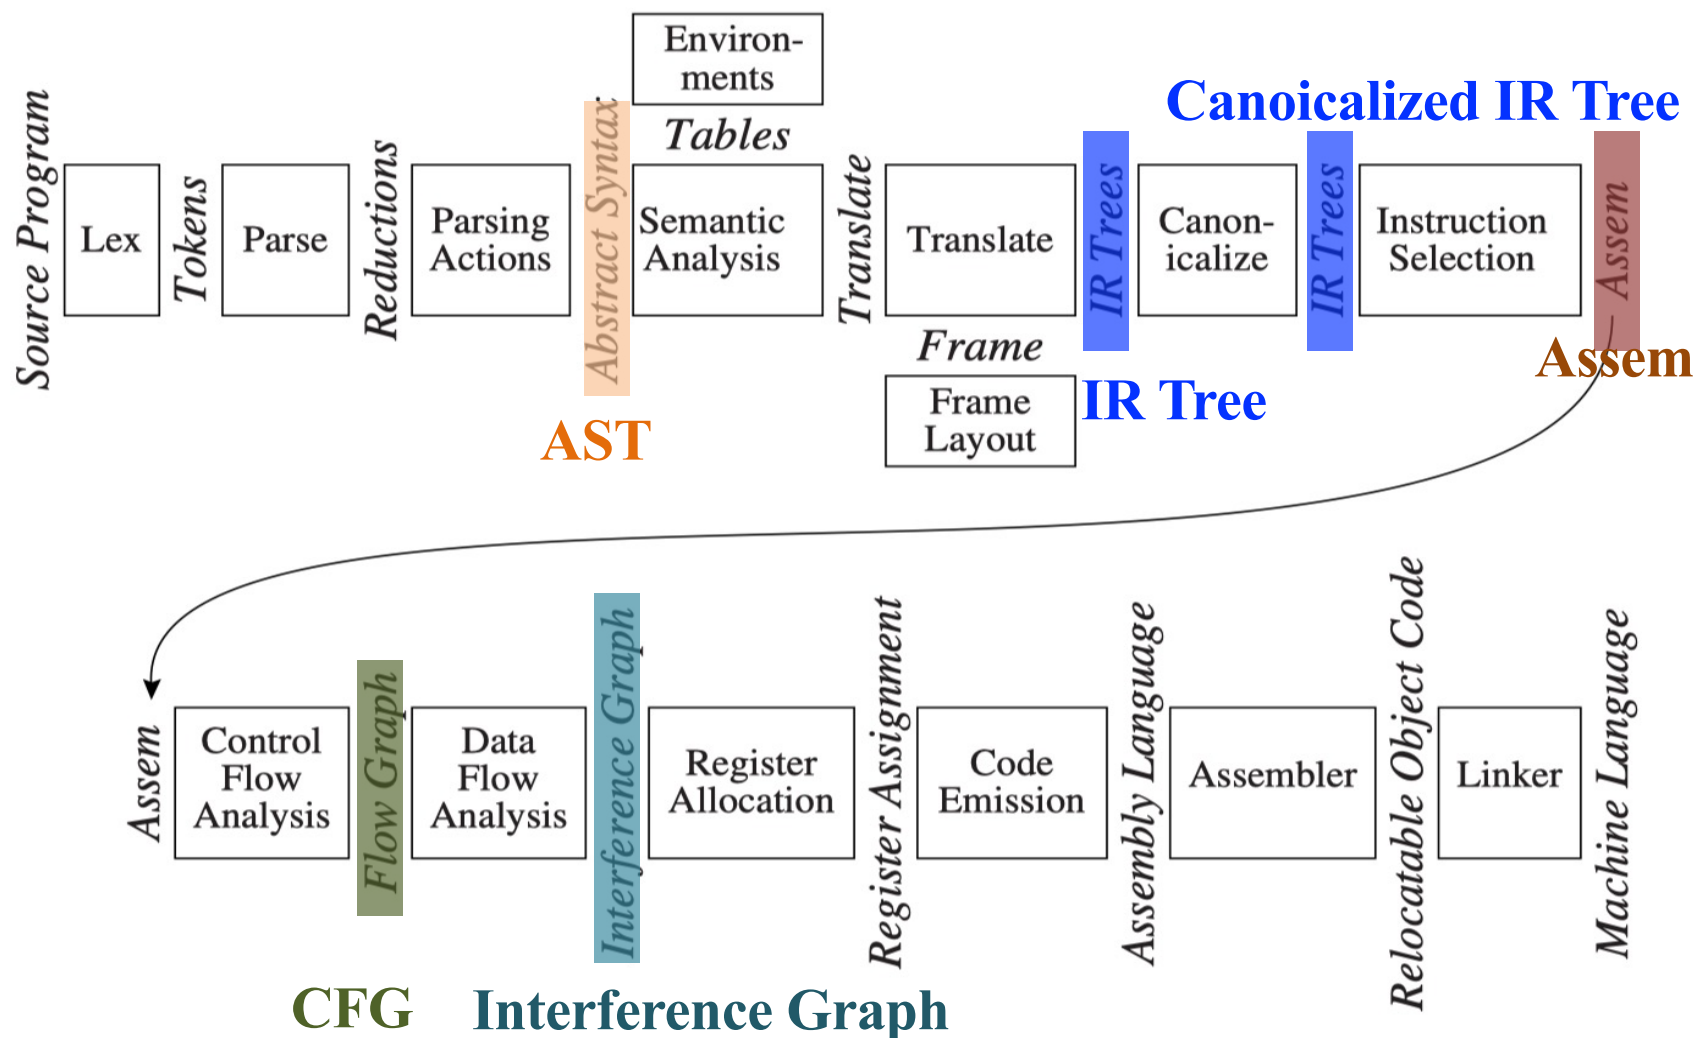 Source Program
Lex
Tokens
Parse
Reductions
Parsing
Actions
Abstract Syntax
AST
Environ-
ments
Tables
Semantic
Analysis
Translate
Translate
Frame
Frame
Layout
IR Trees
IR Tree
Canon-
icalize
IR Trees
Canoicalized IR Tree
Instruction
Selection
Assem
Assem
Assem
Control
Flow
Analysis
Flow Graph
CFG
Data
Flow
Analysis
Interference Graph
Interference Graph
Register
Allocation
Register Assignment
Code
Emission
Assembly Language
Assembler
Relocatable Object Code
Linker
Machine Language